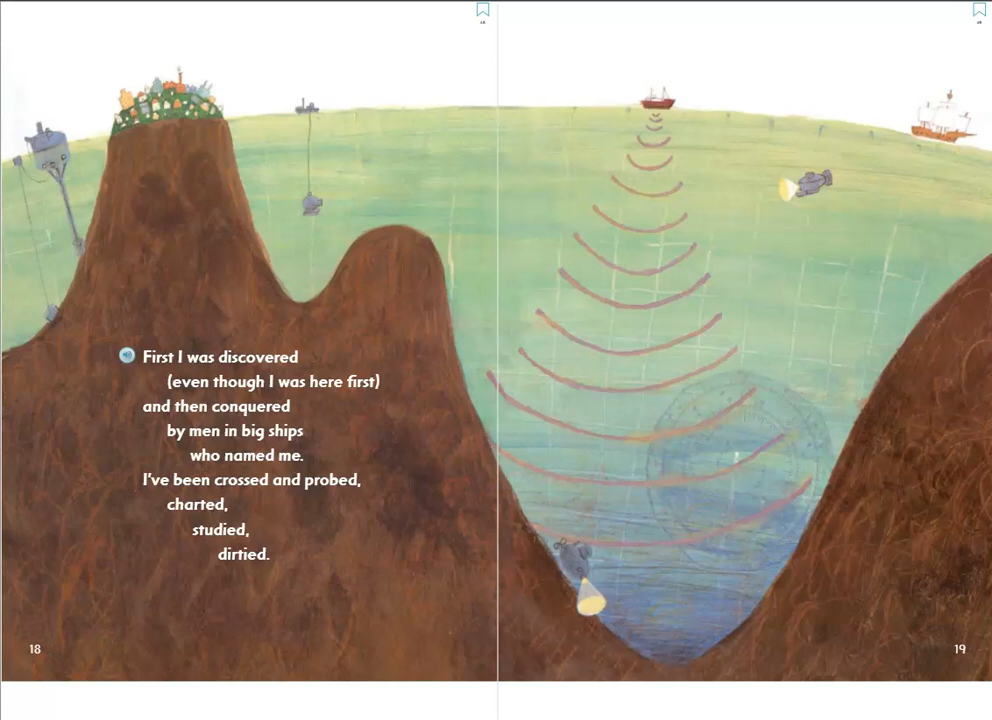 First I was discovered
(even though I was here first)
and then conquered
by men in big ships
who named me.
I've been crossed and probed,
charted,
studied,
dirtied.
18
19